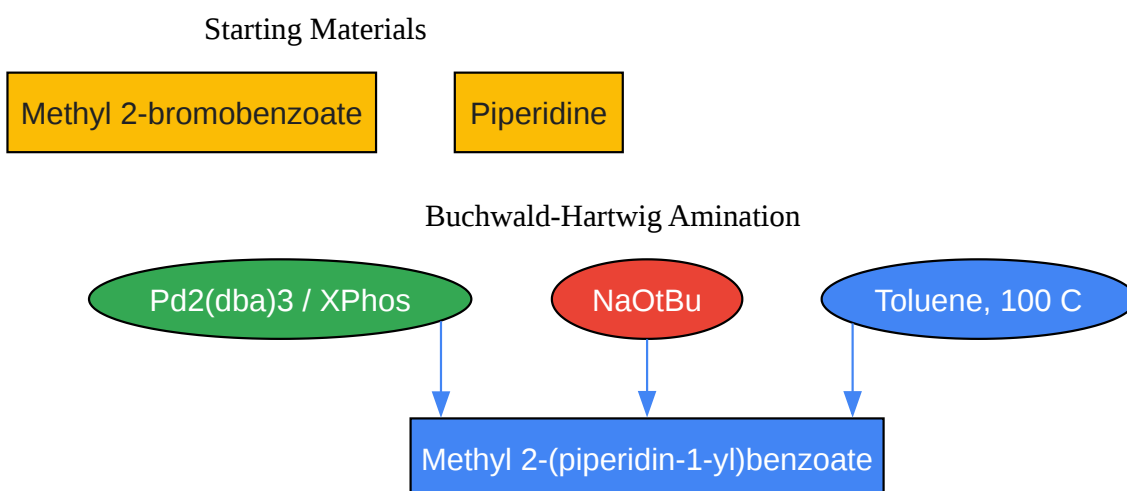 Starting Materials
Methyl 2-bromobenzoate
Piperidine
Buchwald-Hartwig Amination
Pd2(dba)3 / XPhos
NaOtBu
Toluene, 100 C
Methyl 2-(piperidin-1-yl)benzoate